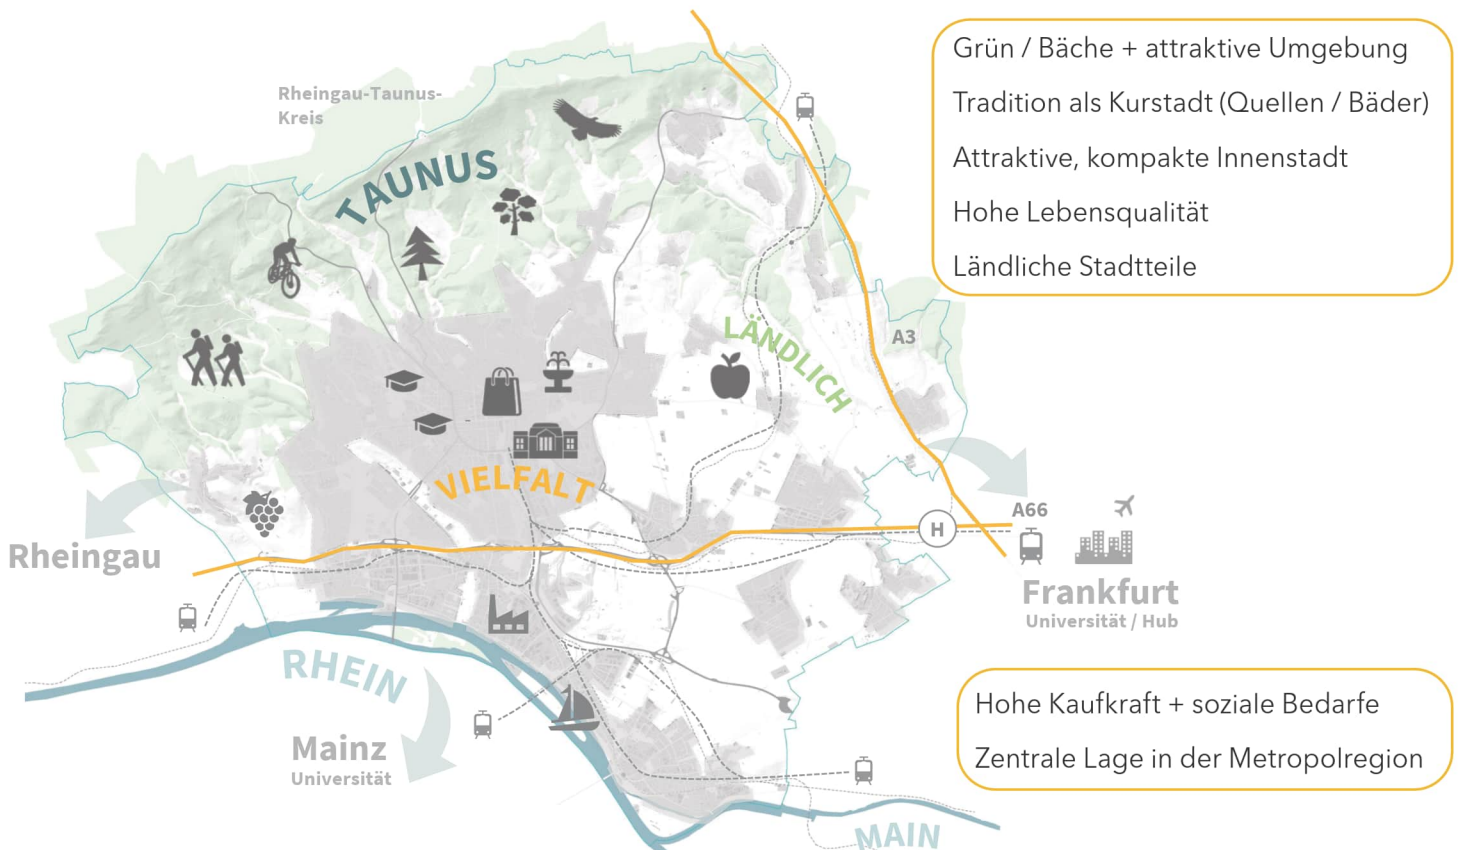 Grün / Bäche + attraktive Umgebung
Tradition als Kurstadt (Quellen / Bäder)
Attraktive, kompakte Innenstadt
Hohe Lebensqualität
Ländliche Stadtteile
Rheingau-Taunus-
Kreis
TAUNUS
LÄNDLICH
A3
VIELFALT
A66
H
Rheingau
Frankfurt
Universität / Hub
RHEIN
Mainz
Universität
Hohe Kaufkraft + soziale Bedarfe
Zentrale Lage in der Metropolregion
MAIN